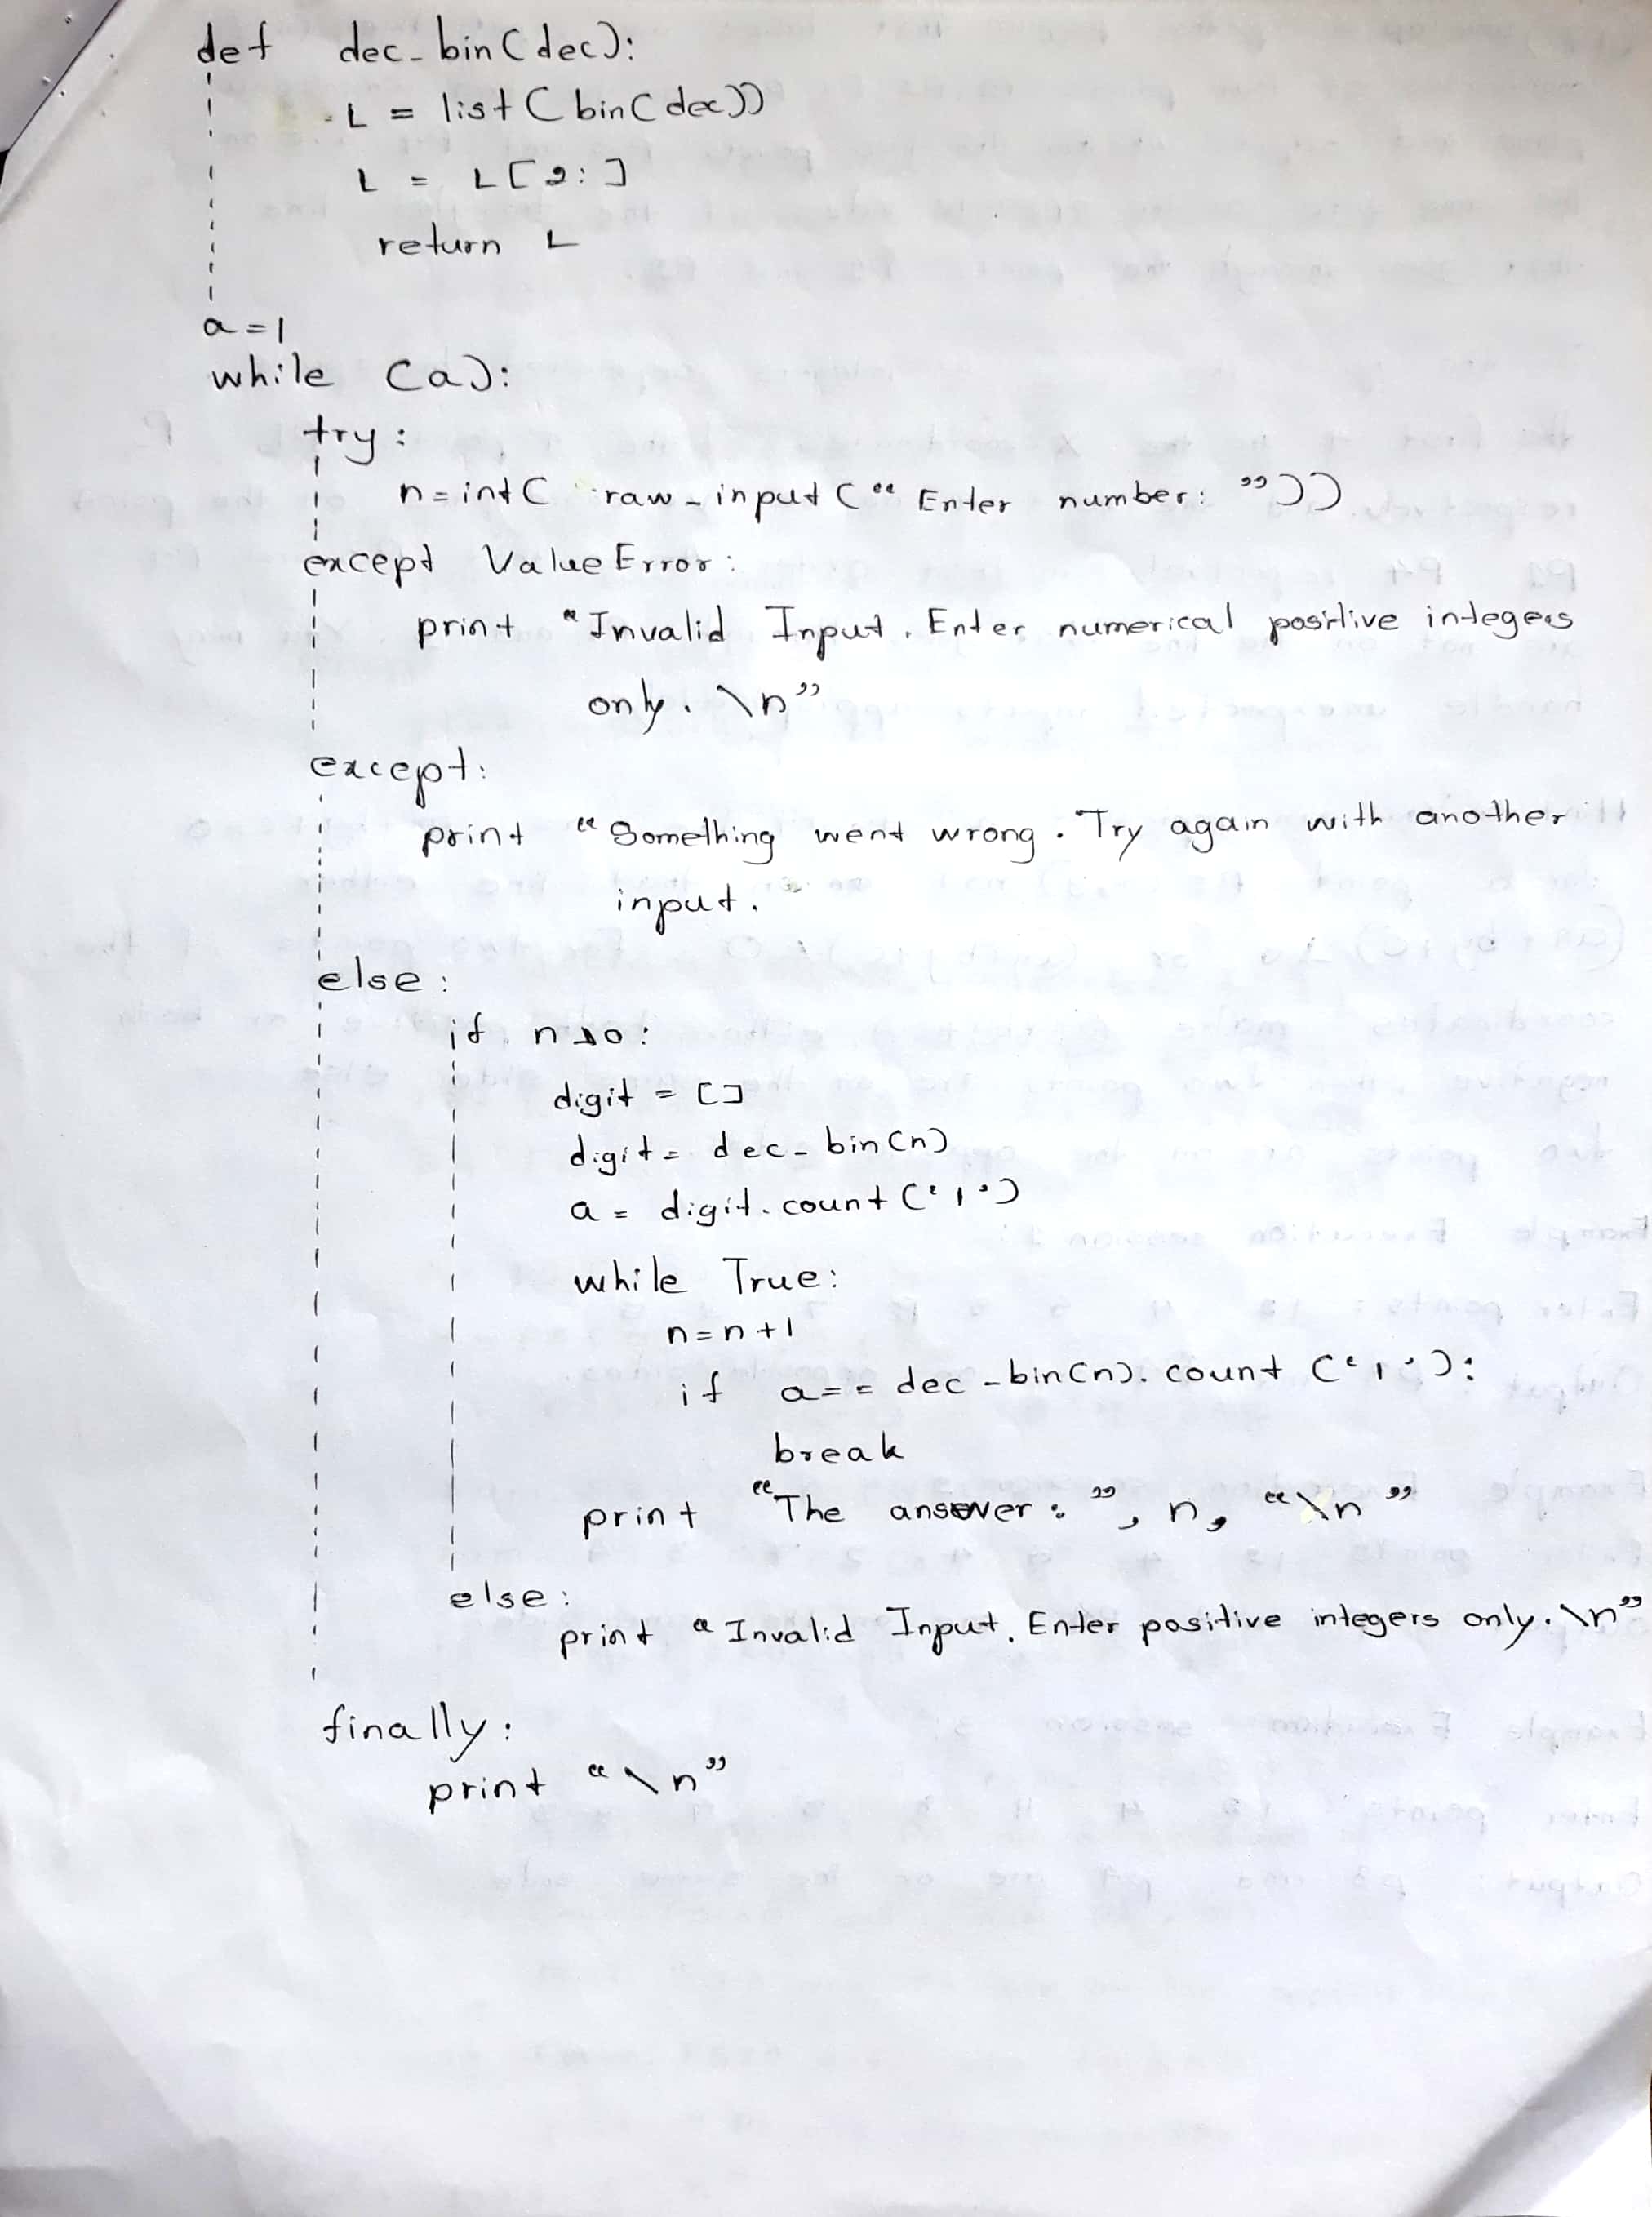 def dec_bin(dec):
L = list(bin(dec))
L = L[2:]
return L
a=1
while (a):
try:
n=int( raw_input(“ Enter number: ”))
except ValueError:
print “Invalid Input. Enter numerical positive integers
only. \n”
except:
print “Something went wrong. Try again with another
input.”
else:
if n>0:
digit = []
digit= dec_bin(n)
a = digit.count(‘1’)
while True:
n=n+1
if a== dec_bin(n).count(‘1’):
break
print “The answer: ”, n, “\n”
else:
print “Invalid Input. Enter positive integers only. \n”
finally:
print “\n”